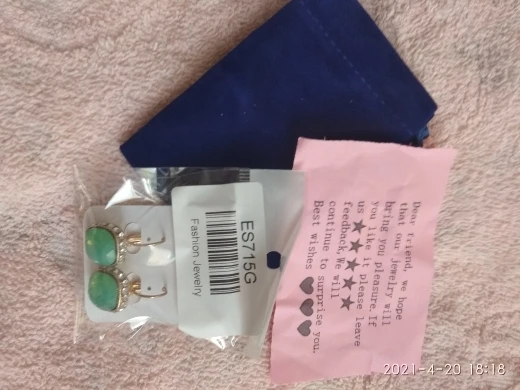 ES715G
Fashion Jewelry
Dear friend, we hope
that our jewelry will
bring you pleasure. If
you like it please leave
us ★★★★★
feedback. We will
continue to surprise you.
Best wishes ♥♥♥
2021-4-20 18:18